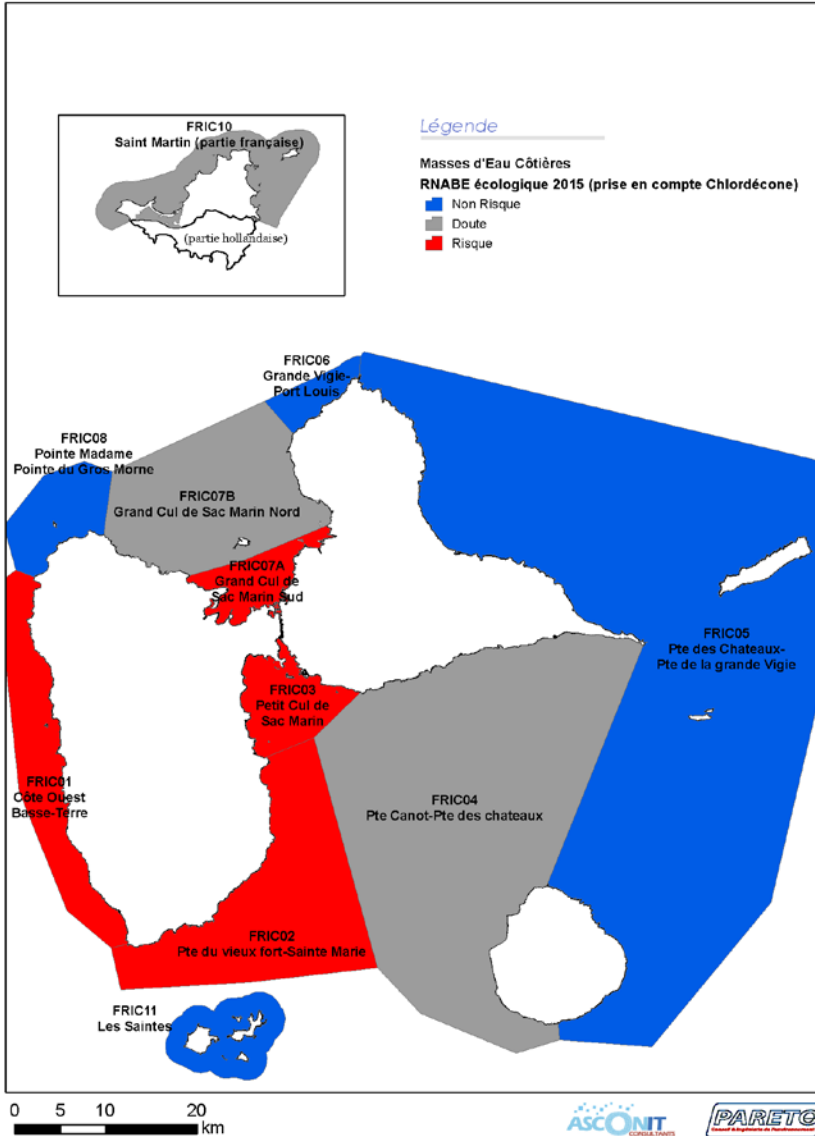 FRIC10
Saint Martin (partie française)
(partie hollandaise)
Légende
Masses d'Eau Côtières
RNABE écologique 2015 (prise en compte Chlordécone)
Non Risque
Doute
Risque
FRIC06
Grande Vigie-
Port Louis
FRIC08
Pointe Madame
Pointe du Gros Morne
FRIC07B
Grand Cul de Sac Marin Nord
FRIC07A
Grand Cul de
Sac Marin Sud
FRIC05
Pte des Chateaux-
Pte de la grande Vigie
FRIC03
Petit Cul de
Sac Marin
FRIC01
Côte Ouest
Basse-Terre
FRIC04
Pte Canot-Pte des chateaux
FRIC02
Pte du vieux fort-Sainte Marie
FRIC11
Les Saintes
0 5 10 20
km
ASCONIT
CONSULTANTS
PARETO